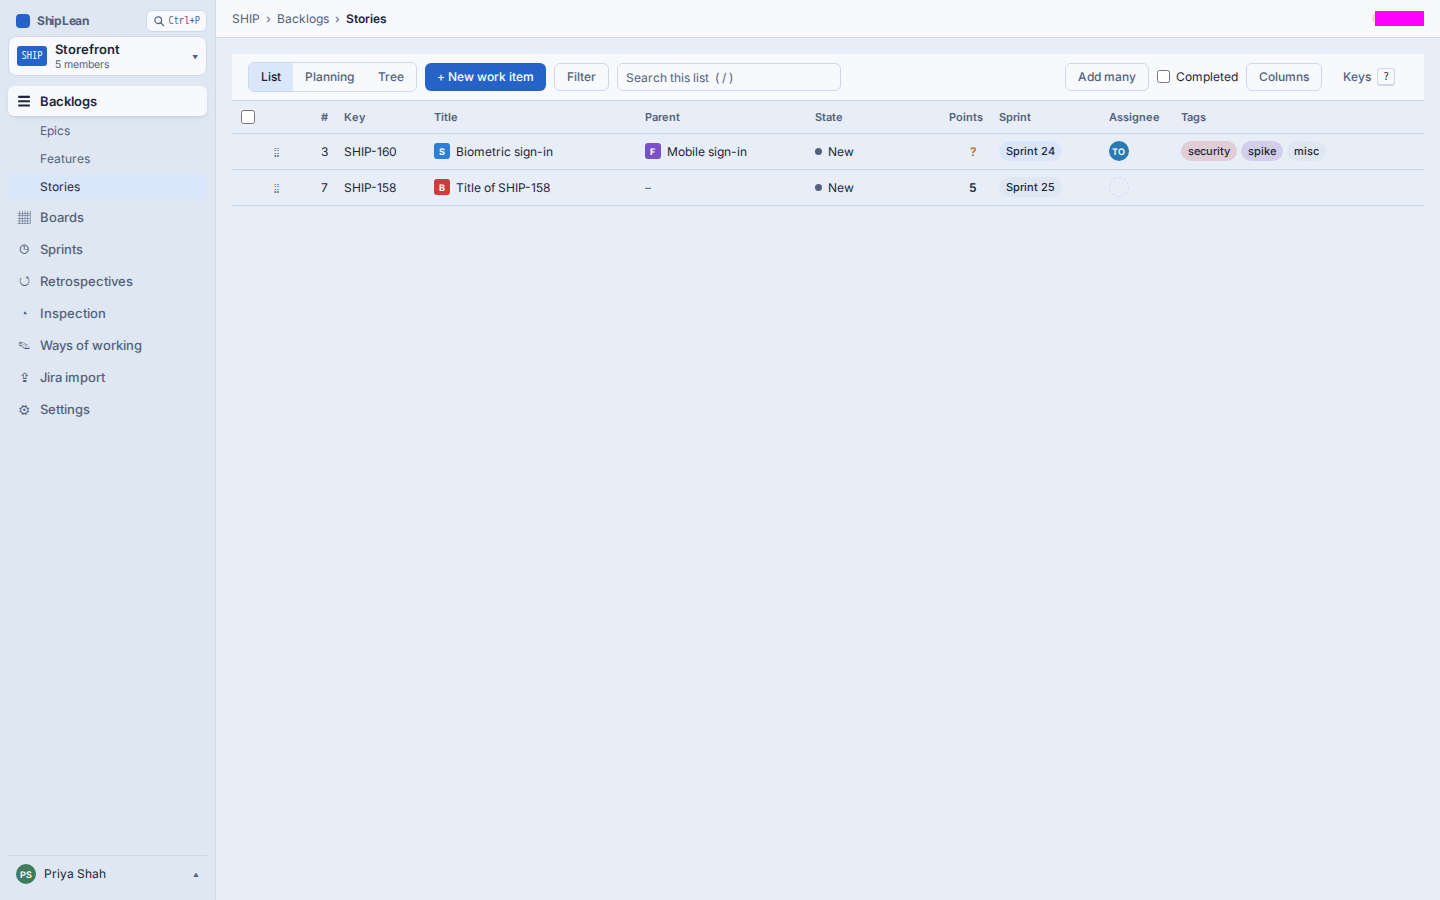 ShipLean
Ctrl+P
SHIP
Storefront
5 members
Backlogs
Epics
Features
Stories
Boards
Sprints
Retrospectives
Inspection
Ways of working
Jira import
Settings
PS Priya Shah
SHIP › Backlogs › Stories
List Planning Tree + New work item Filter Search this list ( / ) Add many Completed Columns Keys ?
# Key Title Parent State Points Sprint Assignee Tags
3 SHIP-160 S Biometric sign-in F Mobile sign-in New ? Sprint 24 TO security spike misc
7 SHIP-158 B Title of SHIP-158 – New 5 Sprint 25